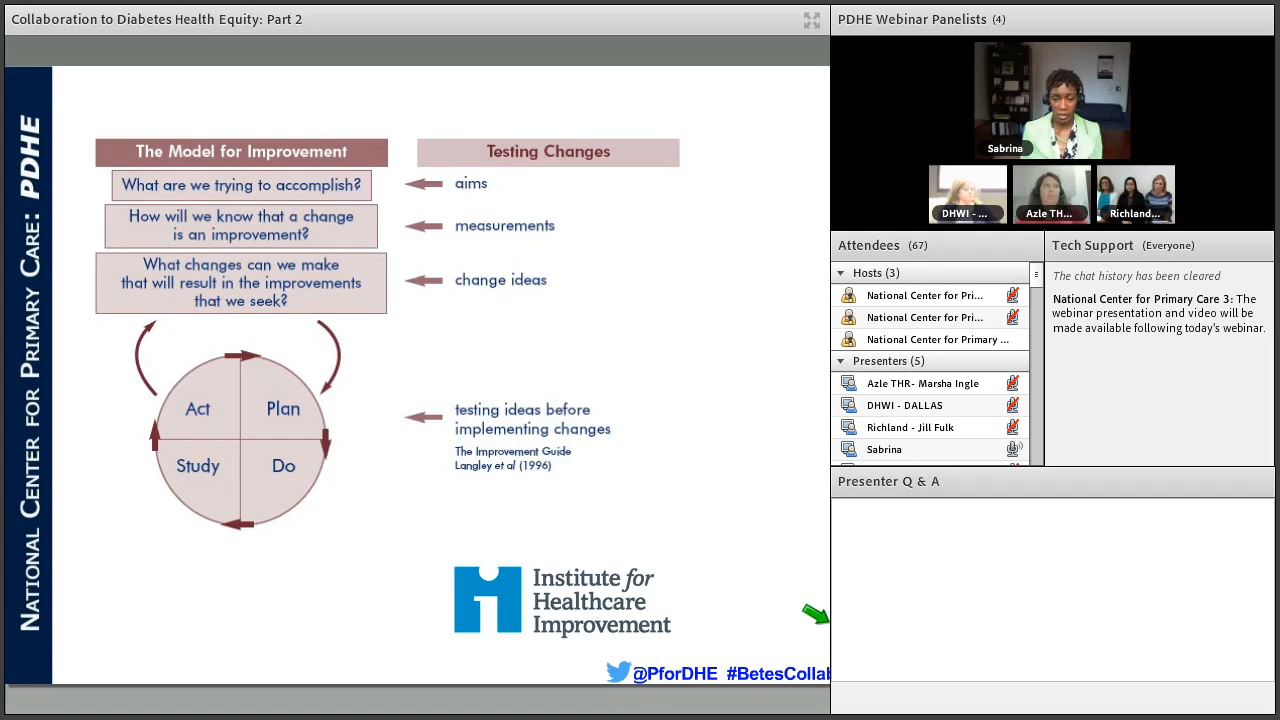 Collaboration to Diabetes Health Equity: Part 2
NATIONAL CENTER FOR PRIMARY CARE: PDHE
The Model for Improvement
What are we trying to accomplish?
How will we know that a change
is an improvement?
What changes can we make
that will result in the improvements
that we seek?
Act
Plan
Study
Do
Testing Changes
aims
measurements
change ideas
testing ideas before
implementing changes
The Improvement Guide
Langley et al (1996)
Institute for
Healthcare
Improvement
@PforDHE #BetesCollab
PDHE Webinar Panelists (4)
Sabrina
DHWI - ...
Azle TH...
Richland...
Attendees (67)
Hosts (3)
National Center for Pri...
National Center for Pri...
National Center for Primary ...
Presenters (5)
Azle THR- Marsha Ingle
DHWI - DALLAS
Richland - Jill Fulk
Sabrina
Tech Support (Everyone)
The chat history has been cleared
National Center for Primary Care 3: The
webinar presentation and video will be
made available following today's webinar.
Presenter Q & A